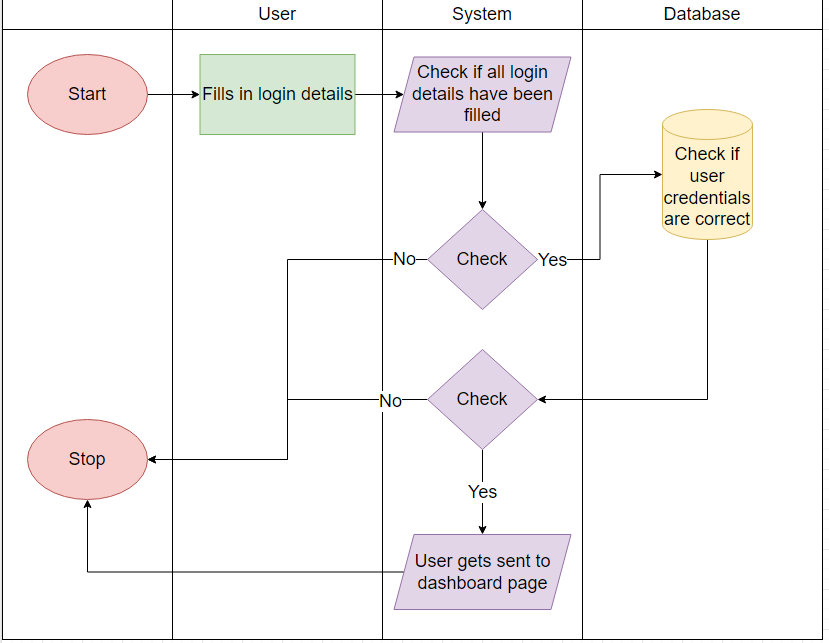 User
System
Database
Start
Fills in login details
Check if all login
details have been
filled
Check if
user
credentials
are correct
No
Check
Yes
No
Check
Stop
Yes
User gets sent to
dashboard page